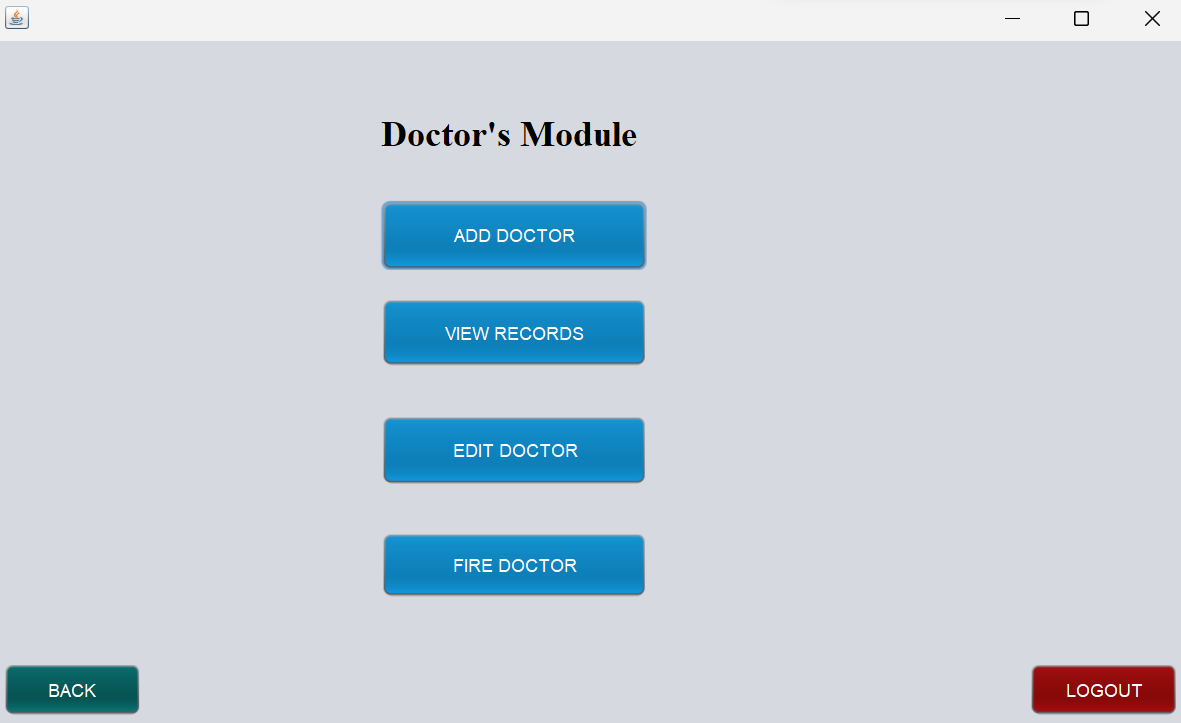 Doctor's Module
ADD DOCTOR
VIEW RECORDS
EDIT DOCTOR
FIRE DOCTOR
BACK
LOGOUT